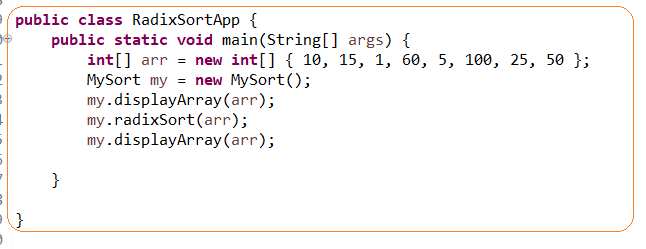 public class RadixSortApp {
    public static void main(String[] args) {
        int[] arr = new int[] { 10, 15, 1, 60, 5, 100, 25, 50 };
        MySort my = new MySort();
        my.displayArray(arr);
        my.radixSort(arr);
        my.displayArray(arr);
    }
}